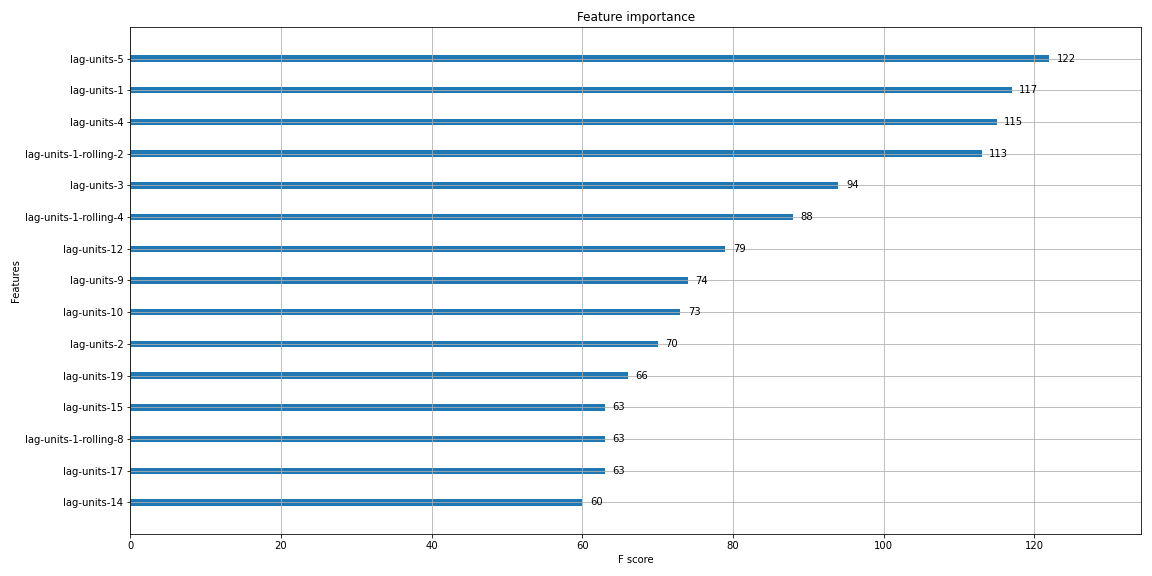 Feature importance
Features
lag-units-5 122
lag-units-1 117
lag-units-4 115
lag-units-1-rolling-2 113
lag-units-3 94
lag-units-1-rolling-4 88
lag-units-12 79
lag-units-9 74
lag-units-10 73
lag-units-2 70
lag-units-19 66
lag-units-15 63
lag-units-1-rolling-8 63
lag-units-17 63
lag-units-14 60
0 20 40 60 80 100 120
F score